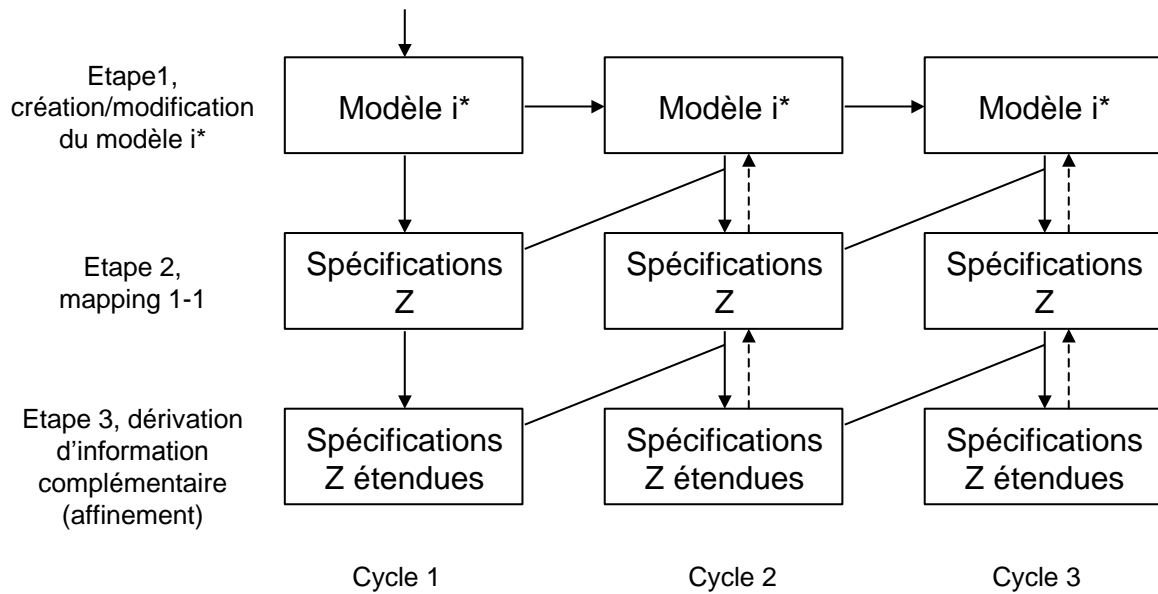 Etape1,
création/modification
du modèle i*
Modèle i*
Modèle i*
Modèle i*
Etape 2,
mapping 1-1
Spécifications
Z
Spécifications
Z
Spécifications
Z
Etape 3, dérivation
d’information
complémentaire
(affinement)
Spécifications
Z étendues
Spécifications
Z étendues
Spécifications
Z étendues
Cycle 1
Cycle 2
Cycle 3